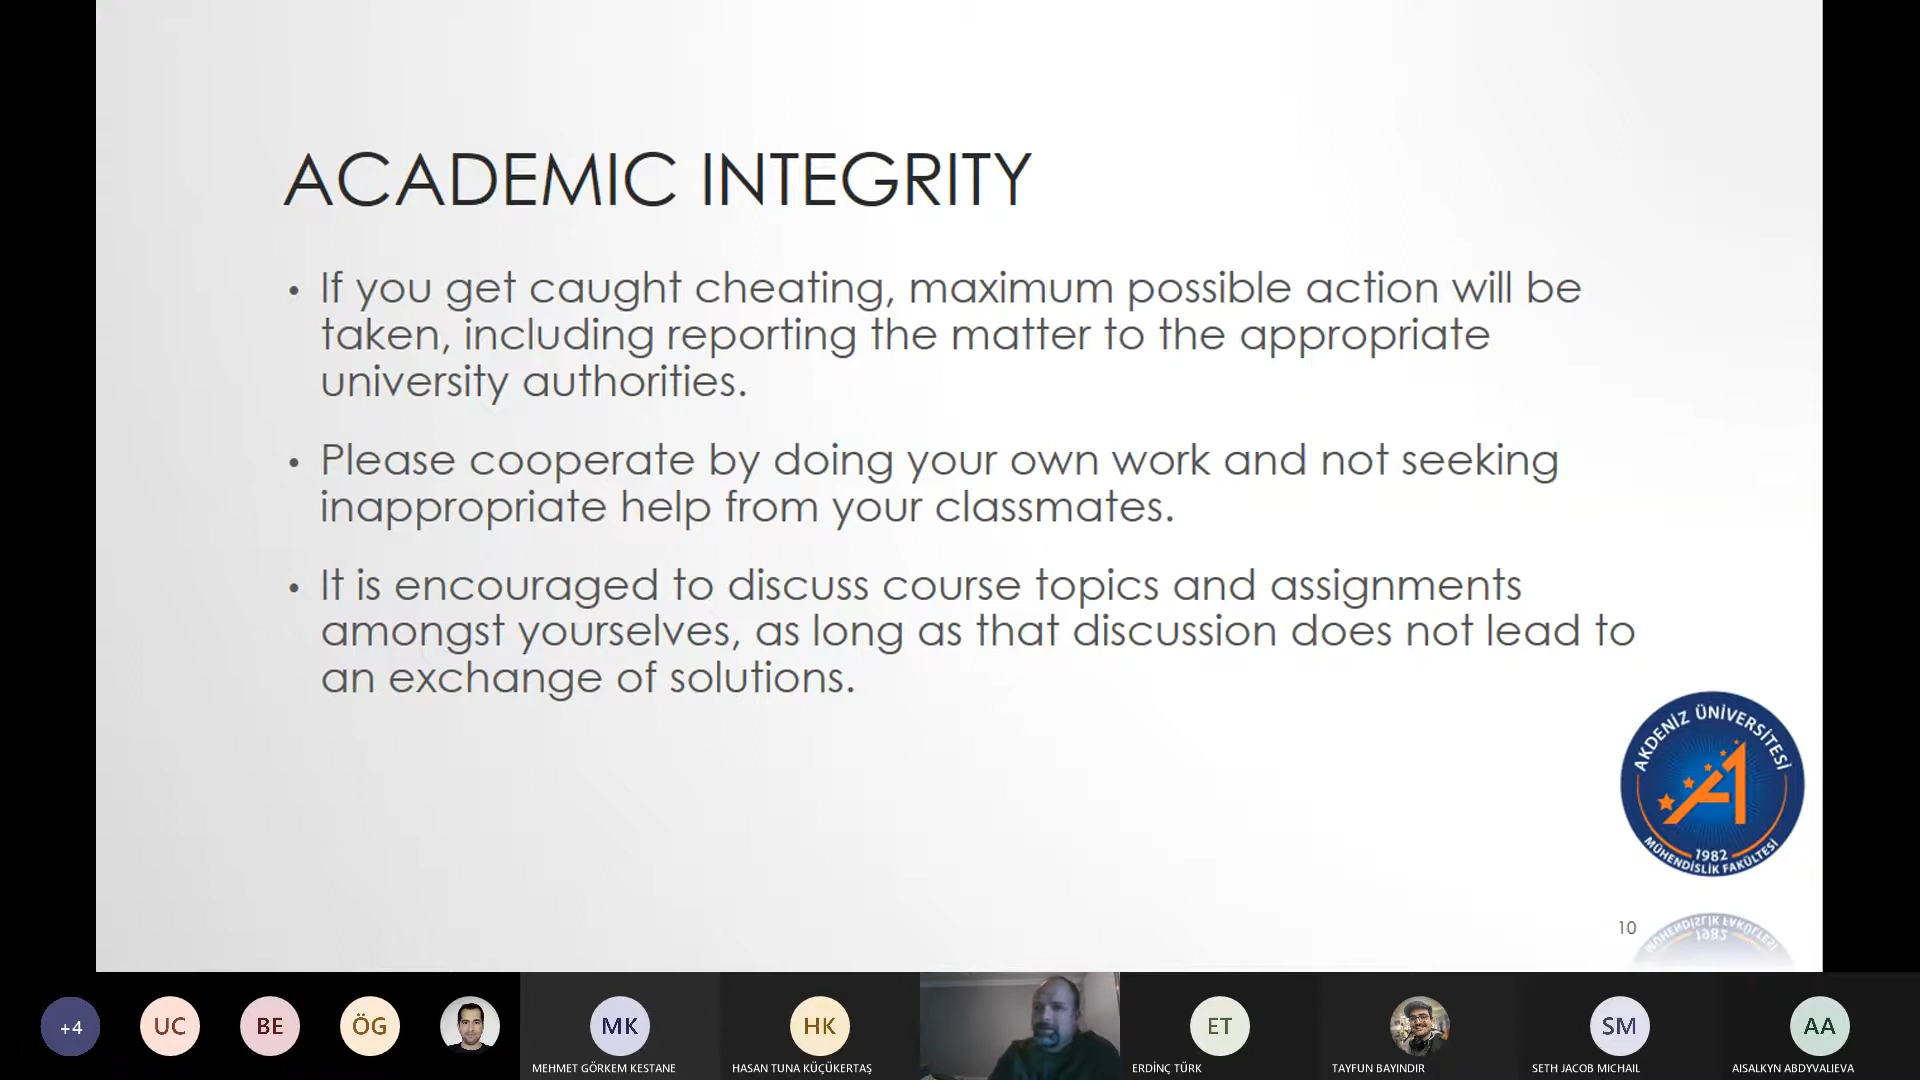 ACADEMIC INTEGRITY
• If you get caught cheating, maximum possible action will be
taken, including reporting the matter to the appropriate
university authorities.
• Please cooperate by doing your own work and not seeking
inappropriate help from your classmates.
• It is encouraged to discuss course topics and assignments
amongst yourselves, as long as that discussion does not lead to
an exchange of solutions.
AKDENİZ ÜNİVERSİTESİ
1982
MÜHENDİSLİK FAKÜLTESİ
10
+4
UC
BE
ÖG
MK
HK
ET
SM
AA
MEHMET GÖRKEM KESTANE
HASAN TUNA KÜÇÜKERTAŞ
ERDİNÇ TÜRK
TAYFUN BAYINDIR
SETH JACOB MICHAIL
AISALKYN ABDYVALIEVA